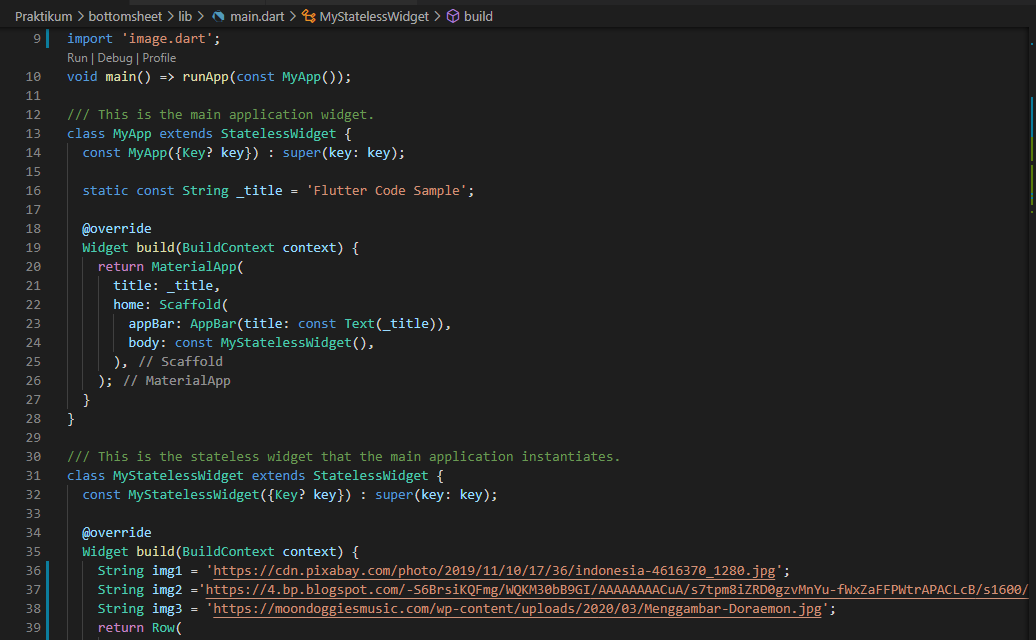 Praktikum > bottomsheet > lib > main.dart > MyStatelessWidget > build
9 import 'image.dart';
Run | Debug | Profile
10 void main() => runApp(const MyApp());
11
12 /// This is the main application widget.
13 class MyApp extends StatelessWidget {
14 const MyApp({Key? key}) : super(key: key);
15
16 static const String _title = 'Flutter Code Sample';
17
18 @override
19 Widget build(BuildContext context) {
20 return MaterialApp(
21 title: _title,
22 home: Scaffold(
23 appBar: AppBar(title: const Text(_title)),
24 body: const MyStatelessWidget(),
25 ), // Scaffold
26 ); // MaterialApp
27 }
28 }
29
30 /// This is the stateless widget that the main application instantiates.
31 class MyStatelessWidget extends StatelessWidget {
32 const MyStatelessWidget({Key? key}) : super(key: key);
33
34 @override
35 Widget build(BuildContext context) {
36 String img1 = 'https://cdn.pixabay.com/photo/2019/11/10/17/36/indonesia-4616370_1280.jpg';
37 String img2 ='https://4.bp.blogspot.com/-S6BrsiKQFmg/WQKM30bB9GI/AAAAAAAACuA/s7tpm8iZRD0gzvMnYu-fWxZaFFPWtrAPACLcB/s1600/
38 String img3 = 'https://moondoggiesmusic.com/wp-content/uploads/2020/03/Menggambar-Doraemon.jpg';
39 return Row(